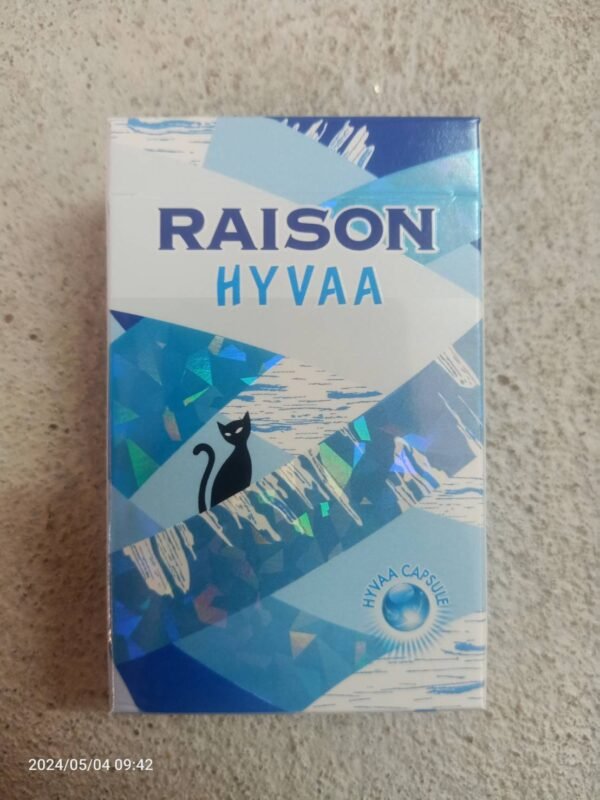 RAISON
HYVAA
HYVAA CAPSULE
2024/05/04 09:42